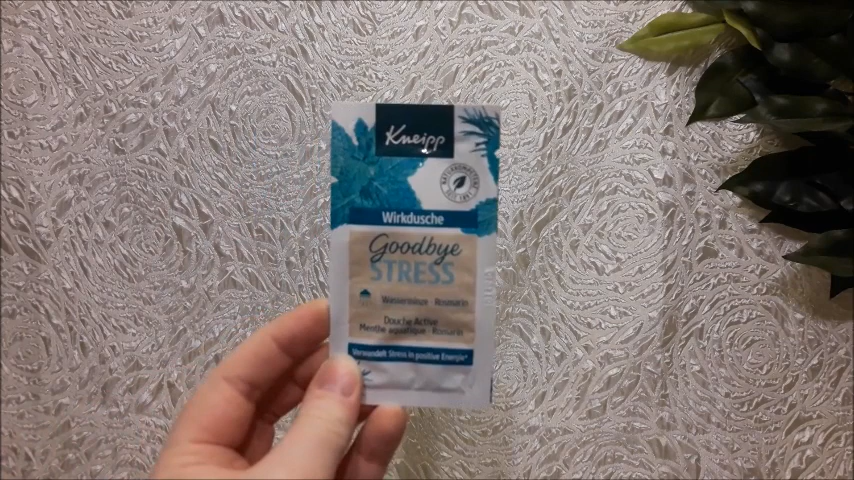 Kneipp
Wirkdusche
Goodbye
STRESS
Wasserminze · Rosmarin
Douche Active
Menthe aquatique · Romarin
Verwandelt Stress in positive Energie*